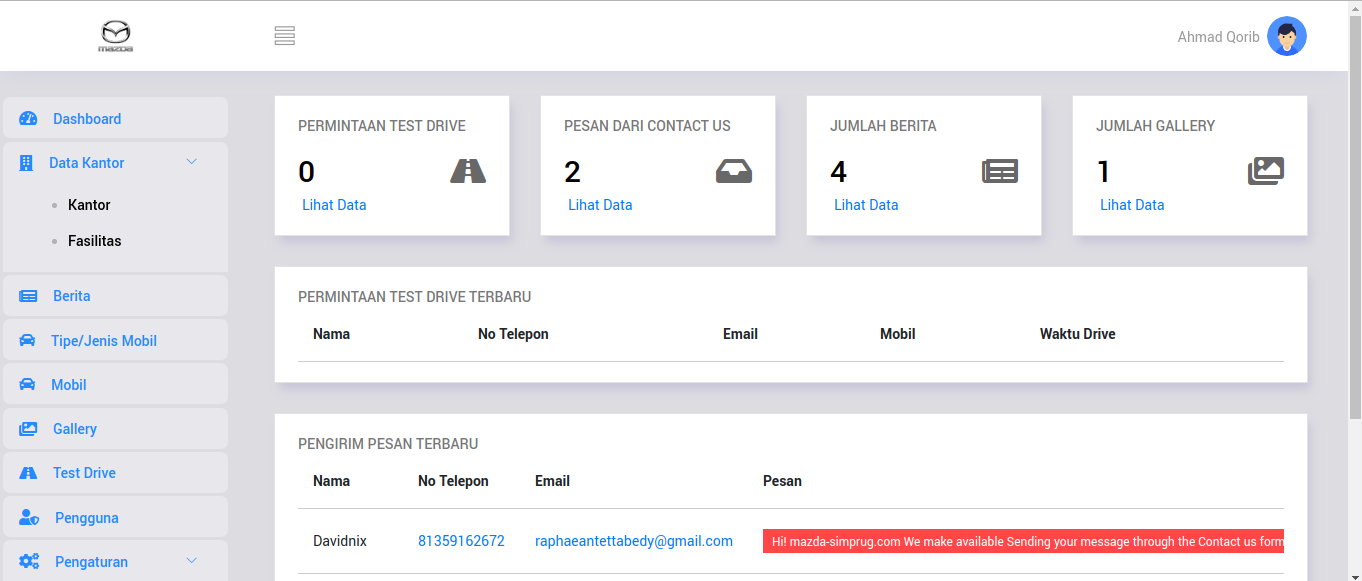 mazda
Ahmad Qorib
Dashboard
Data Kantor
Kantor
Fasilitas
Berita
Tipe/Jenis Mobil
Mobil
Gallery
Test Drive
Pengguna
Pengaturan
PERMINTAAN TEST DRIVE
0
Lihat Data
PESAN DARI CONTACT US
2
Lihat Data
JUMLAH BERITA
4
Lihat Data
JUMLAH GALLERY
1
Lihat Data
PERMINTAAN TEST DRIVE TERBARU
Nama No Telepon Email Mobil Waktu Drive
PENGIRIM PESAN TERBARU
Nama No Telepon Email Pesan
Davidnix 81359162672 raphaeantettabedy@gmail.com Hi! mazda-simprug.com We make available Sending your message through the Contact us form